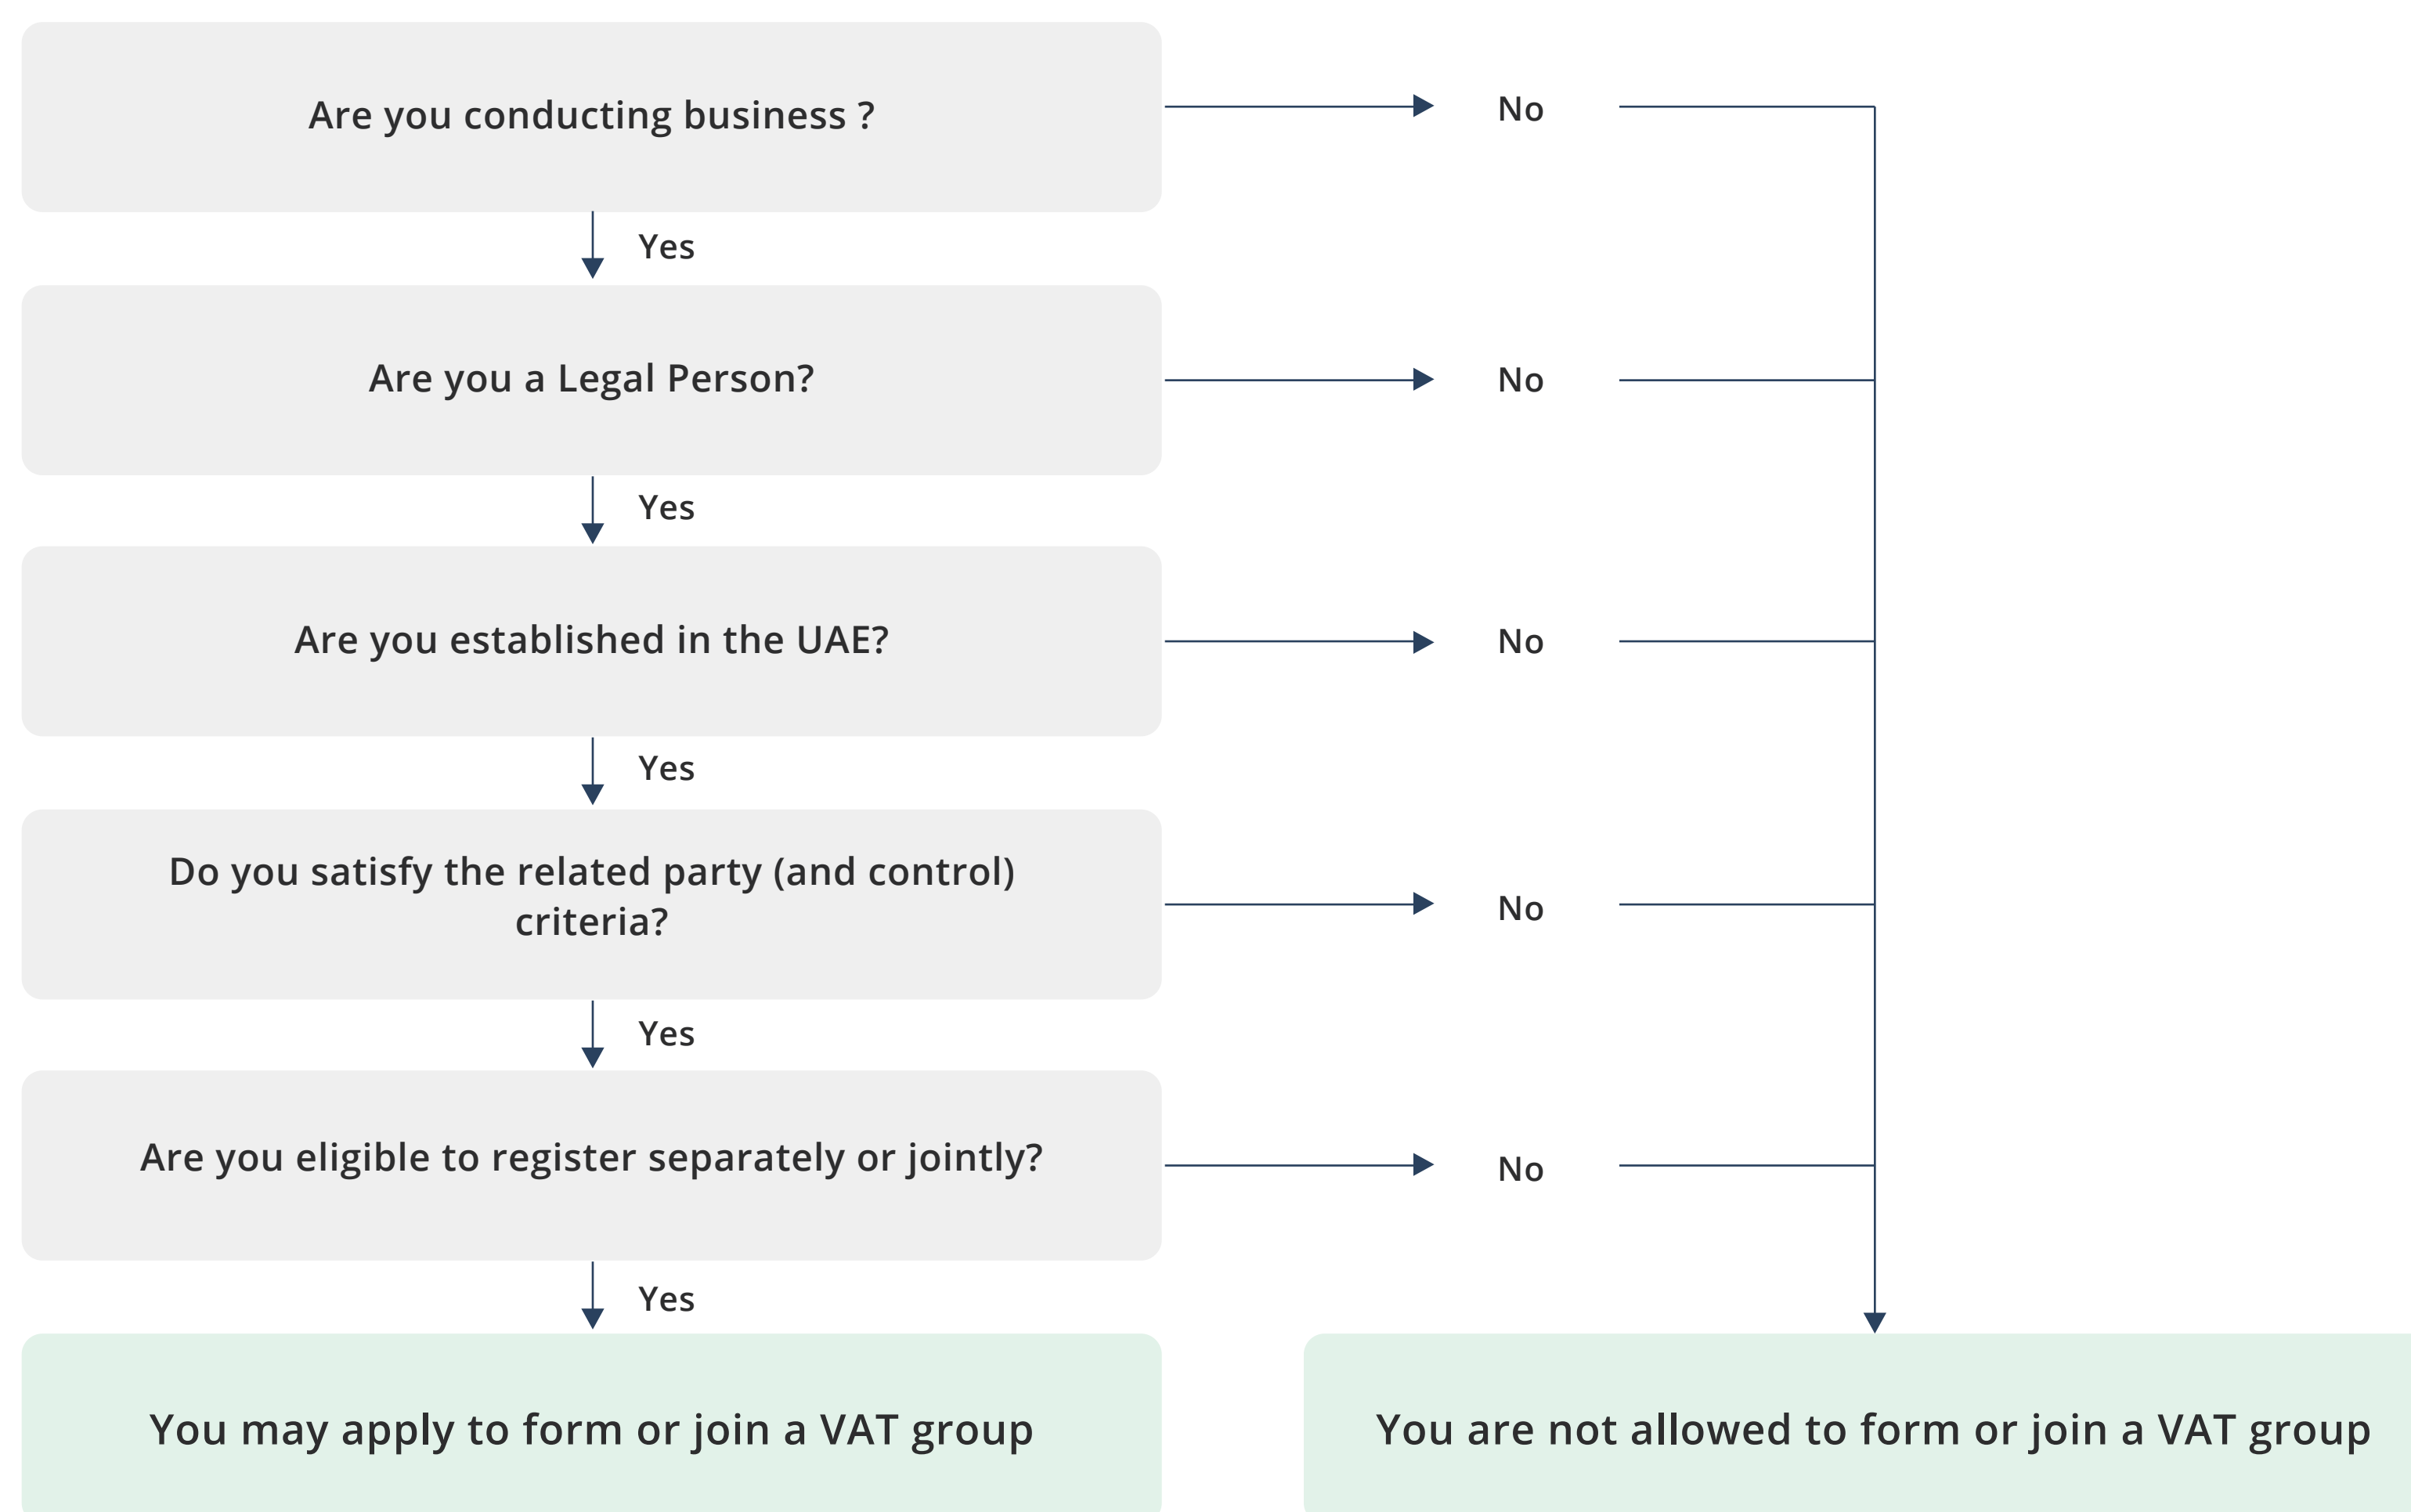 Are you conducting business ?
No
Yes
Are you a Legal Person?
No
Yes
Are you established in the UAE?
No
Yes
Do you satisfy the related party (and control)
criteria?
No
Yes
Are you eligible to register separately or jointly?
No
Yes
You may apply to form or join a VAT group
You are not allowed to form or join a VAT group